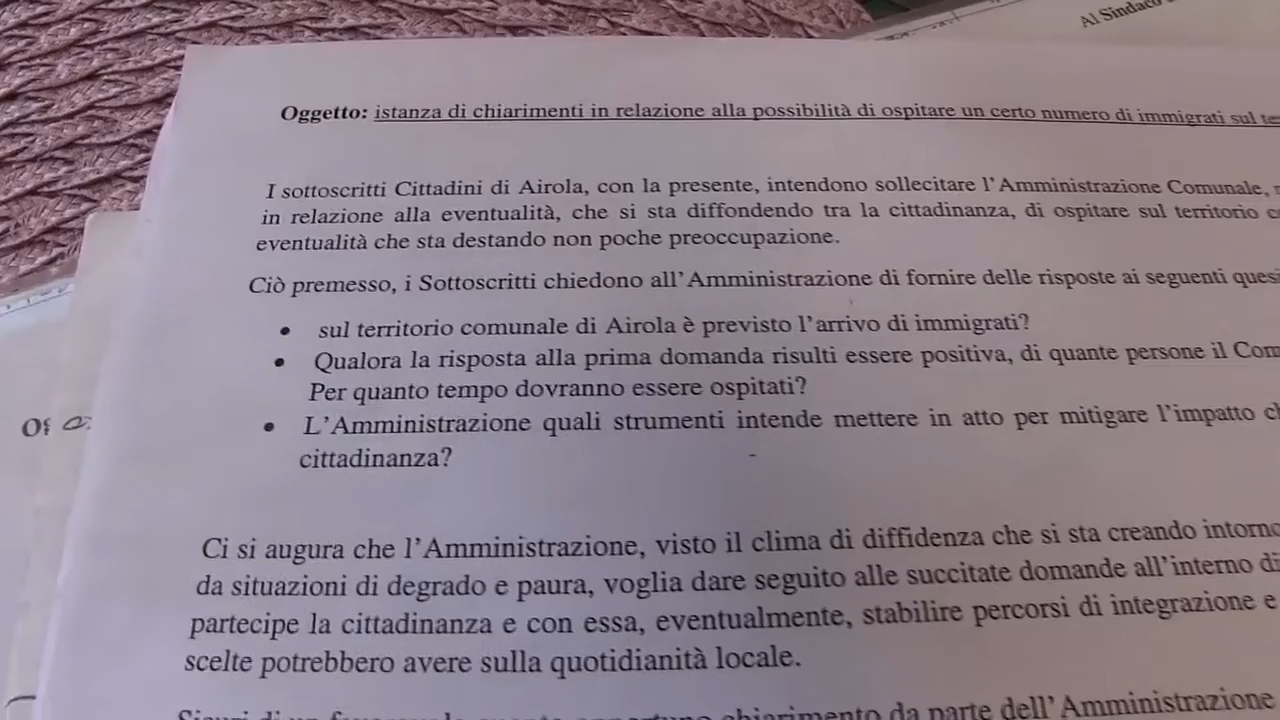 Al Sindaco
Oggetto: istanza di chiarimenti in relazione alla possibilità di ospitare un certo numero di immigrati sul
I sottoscritti Cittadini di Airola, con la presente, intendono sollecitare l'Amministrazione Comunale,
in relazione alla eventualità, che si sta diffondendo tra la cittadinanza, di ospitare sul territorio
eventualità che sta destando non poche preoccupazione.
Ciò premesso, i Sottoscritti chiedono all'Amministrazione di fornire delle risposte ai seguenti
• sul territorio comunale di Airola è previsto l'arrivo di immigrati?
• Qualora la risposta alla prima domanda risulti essere positiva, di quante persone il
Per quanto tempo dovranno essere ospitati?
• L'Amministrazione quali strumenti intende mettere in atto per mitigare l'impatto
cittadinanza?
Ci si augura che l'Amministrazione, visto il clima di diffidenza che si sta creando
da situazioni di degrado e paura, voglia dare seguito alle succitate domande all'interno di
partecipe la cittadinanza e con essa, eventualmente, stabilire percorsi di integrazione e
scelte potrebbero avere sulla quotidianità locale.
chiarimento da parte dell'Amministrazione